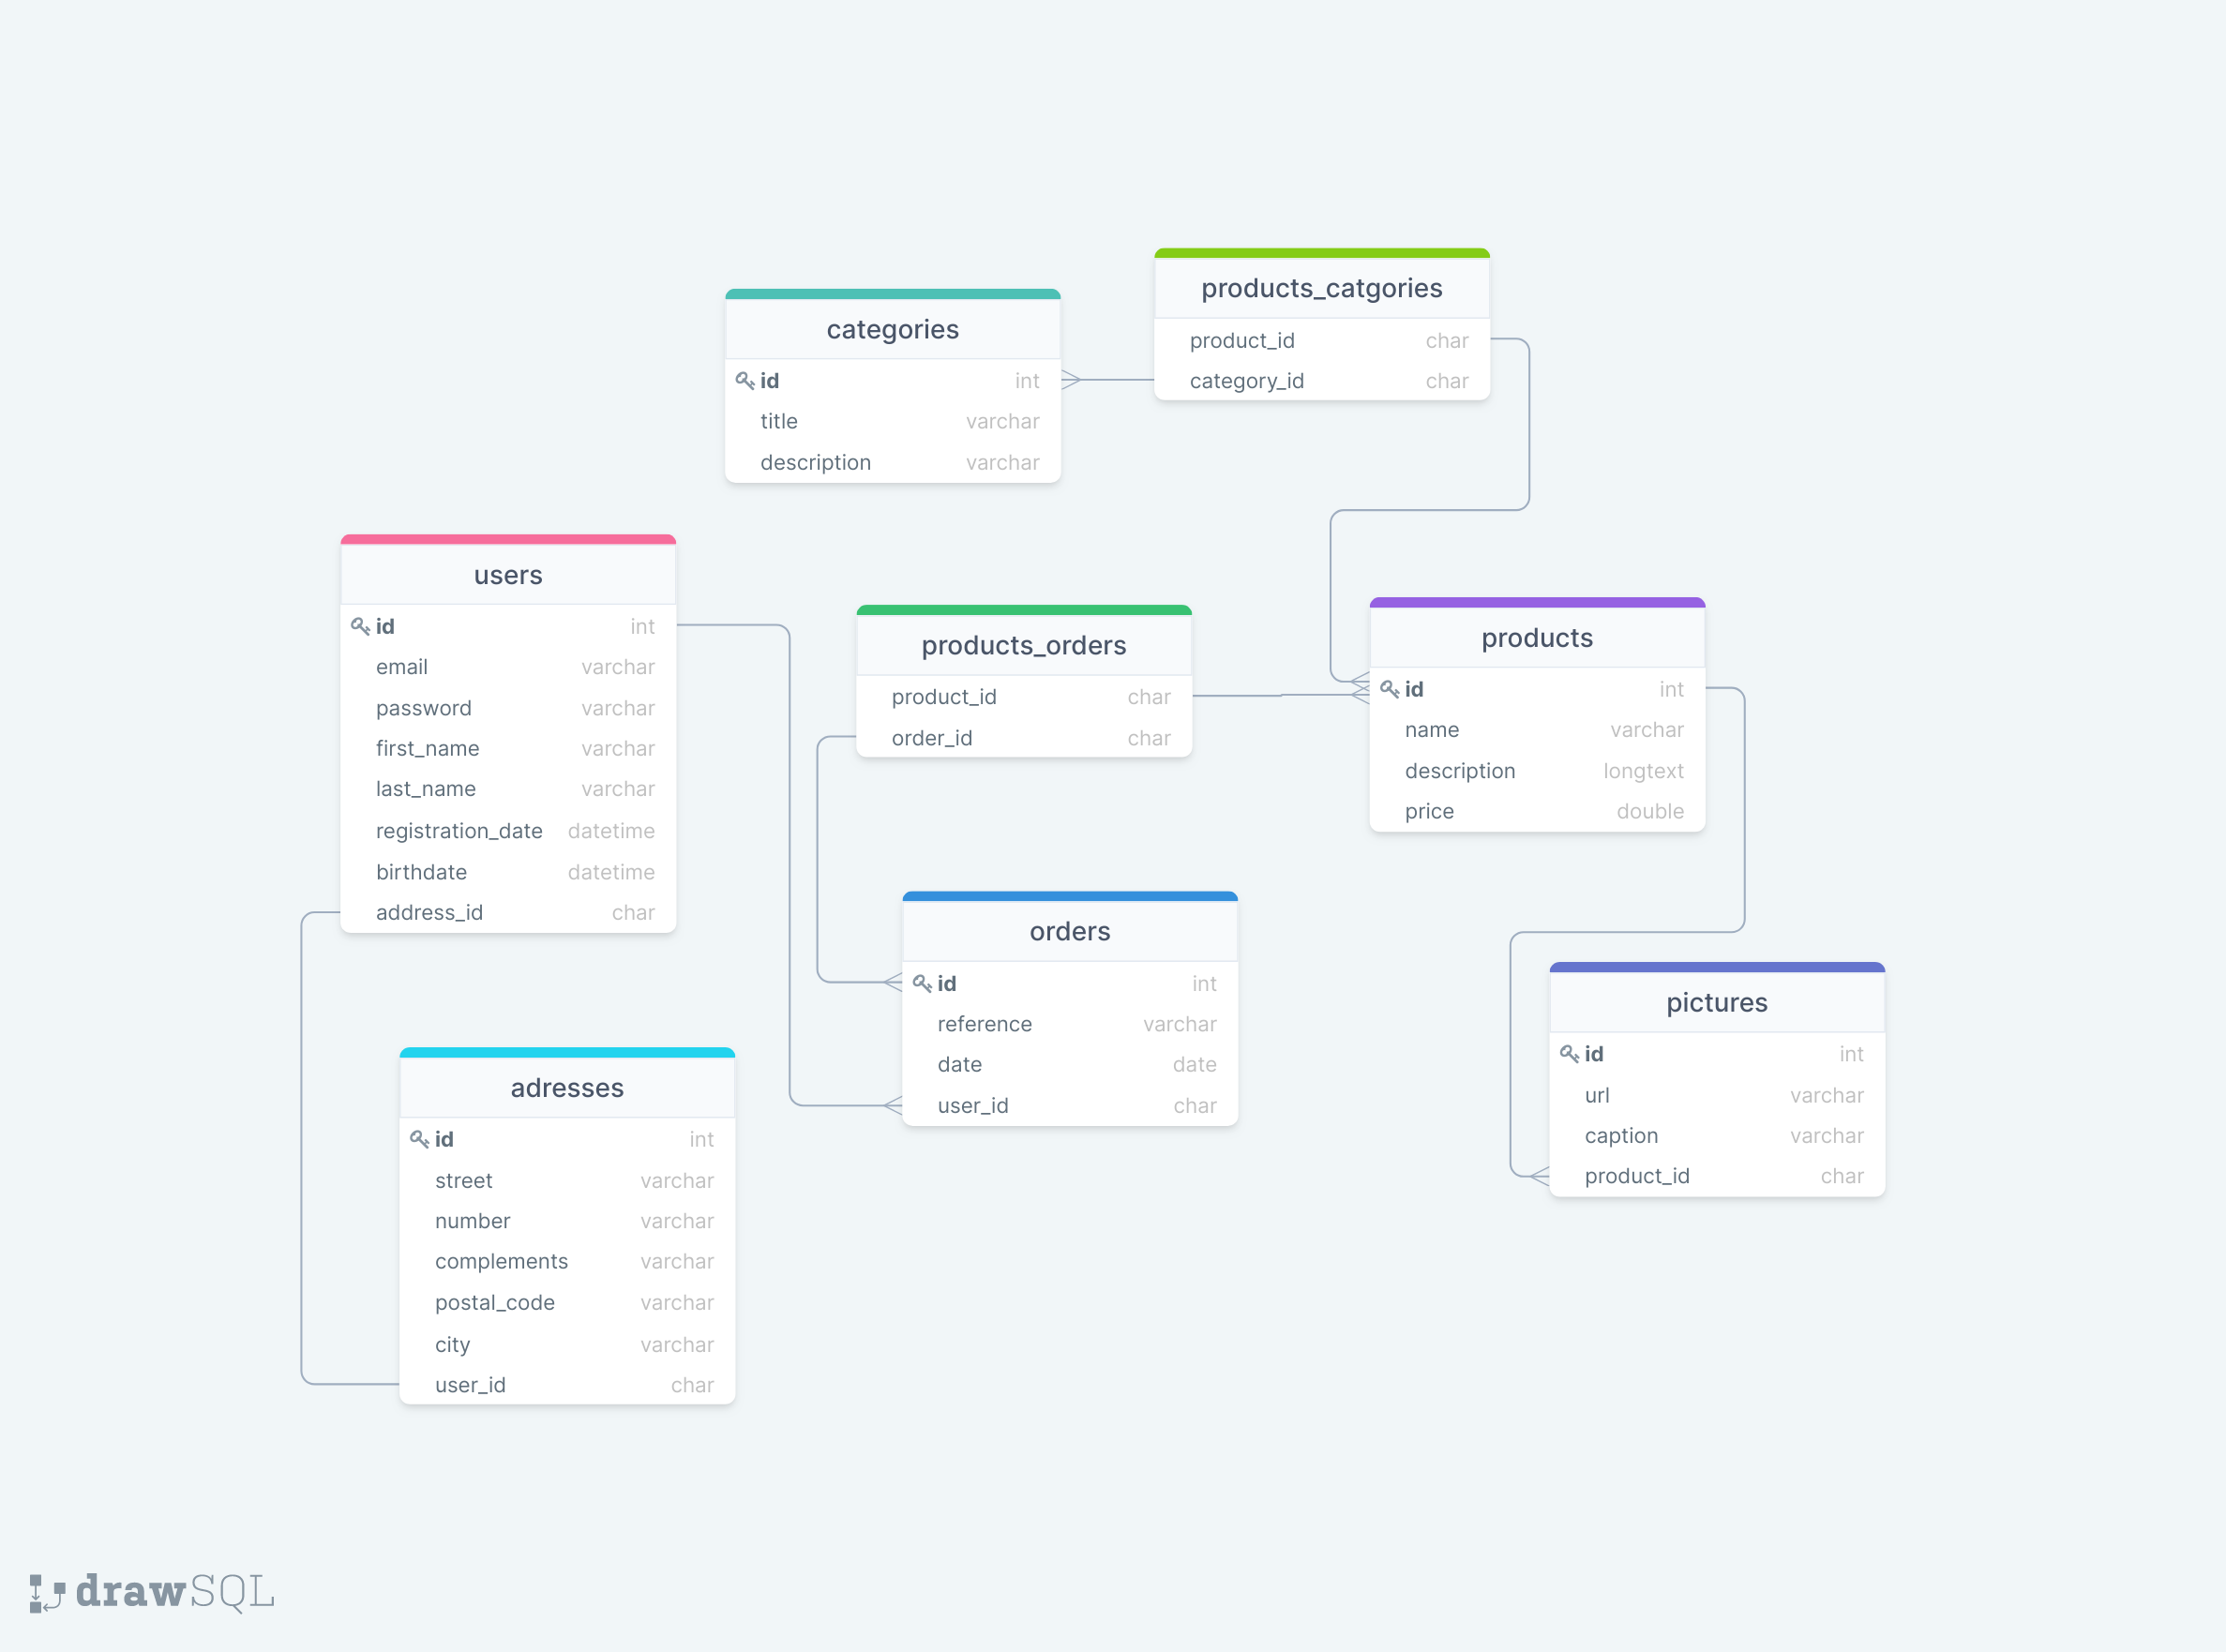 products_catgories
product_id char
category_id char
categories
id int
title varchar
description varchar
users
id int
email varchar
password varchar
first_name varchar
last_name varchar
registration_date datetime
birthdate datetime
address_id char
products_orders
product_id char
order_id char
products
id int
name varchar
description longtext
price double
orders
id int
reference varchar
date date
user_id char
pictures
id int
url varchar
caption varchar
product_id char
adresses
id int
street varchar
number varchar
complements varchar
postal_code varchar
city varchar
user_id char
drawSQL